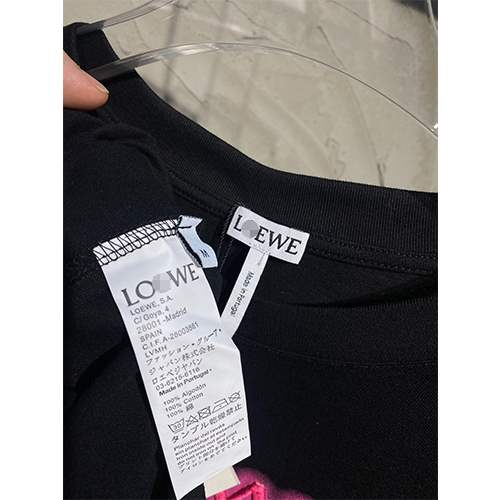 LOEWE
Made in Portugal
M
LOEWE
LOEWE, S.A.
C/ Goya, 4
28001 -Madrid
SPAIN
C.I.F. A-28003861
LVMH
ファッション・グループ・
ジャパン株式会社
ロエベジャパン
03-6215-6116
Made in Portugal
100% Algodón
100% Cotton
100% 綿
30
タンブル乾燥禁止